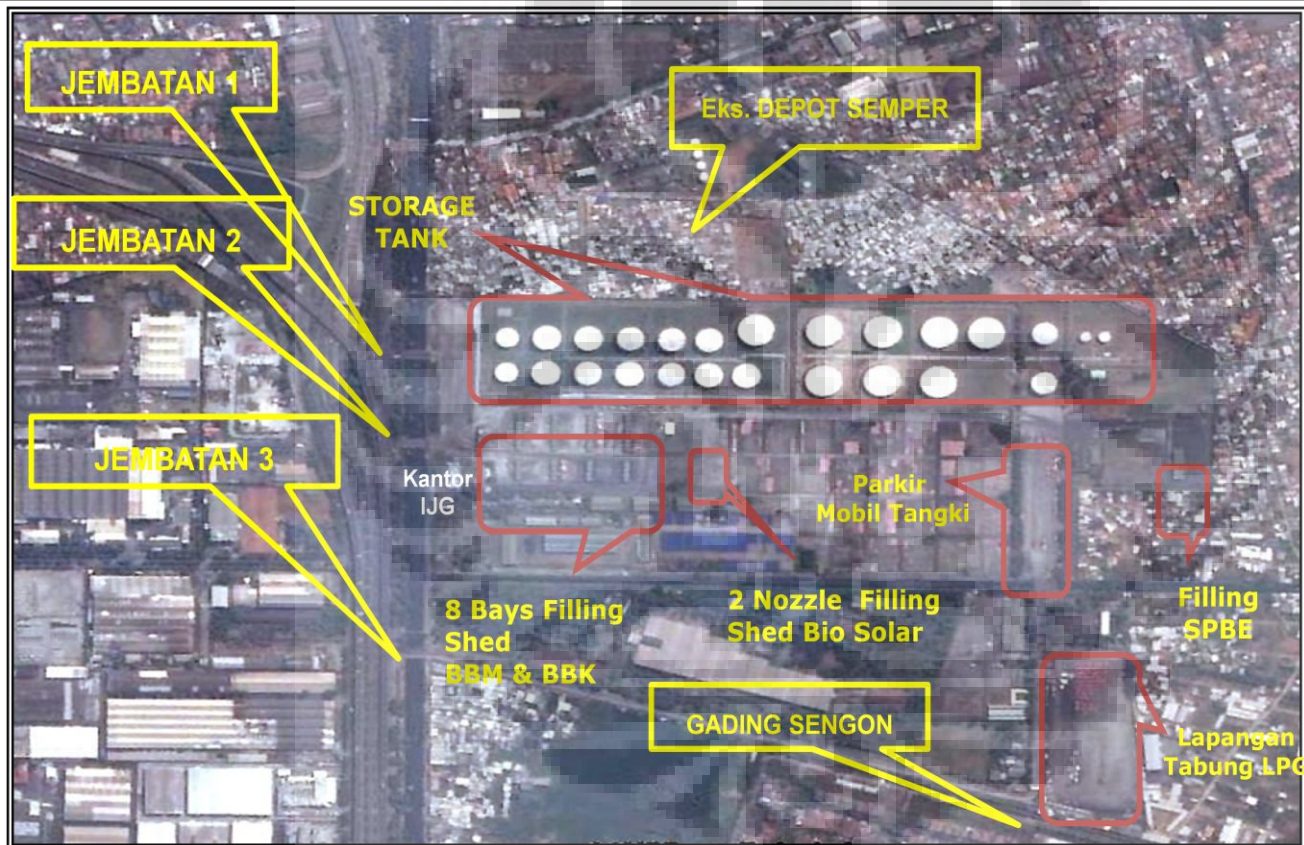 JEMBATAN 1
Eks. DEPOT SEMPER
JEMBATAN 2
STORAGE
TANK
JEMBATAN 3
Kantor
IJG
Parkir
Mobil Tangki
8 Bays Filling
Shed
BBM & BBK
2 Nozzle Filling
Shed Bio Solar
Filling
SPBE
GADING SENGON
Lapangan
Tabung LPG